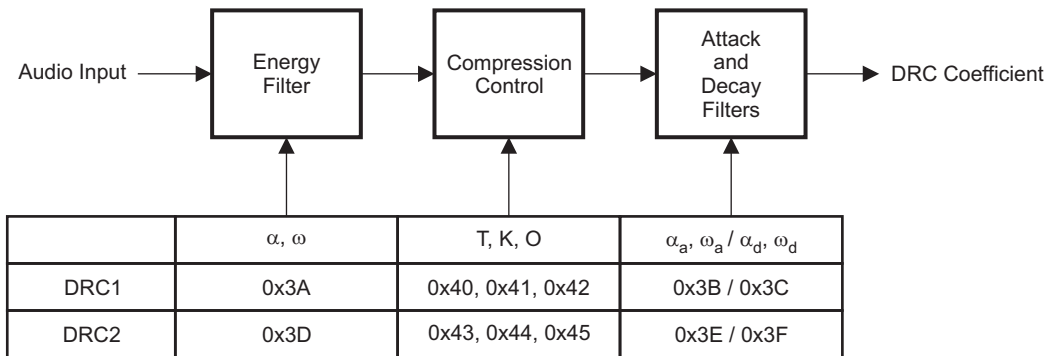 Audio Input
Energy
Filter
Compression
Control
Attack
and
Decay
Filters
DRC Coefficient
α, ω
T, K, O
αa, ωa / αd, ωd
DRC1
0x3A
0x40, 0x41, 0x42
0x3B / 0x3C
DRC2
0x3D
0x43, 0x44, 0x45
0x3E / 0x3F